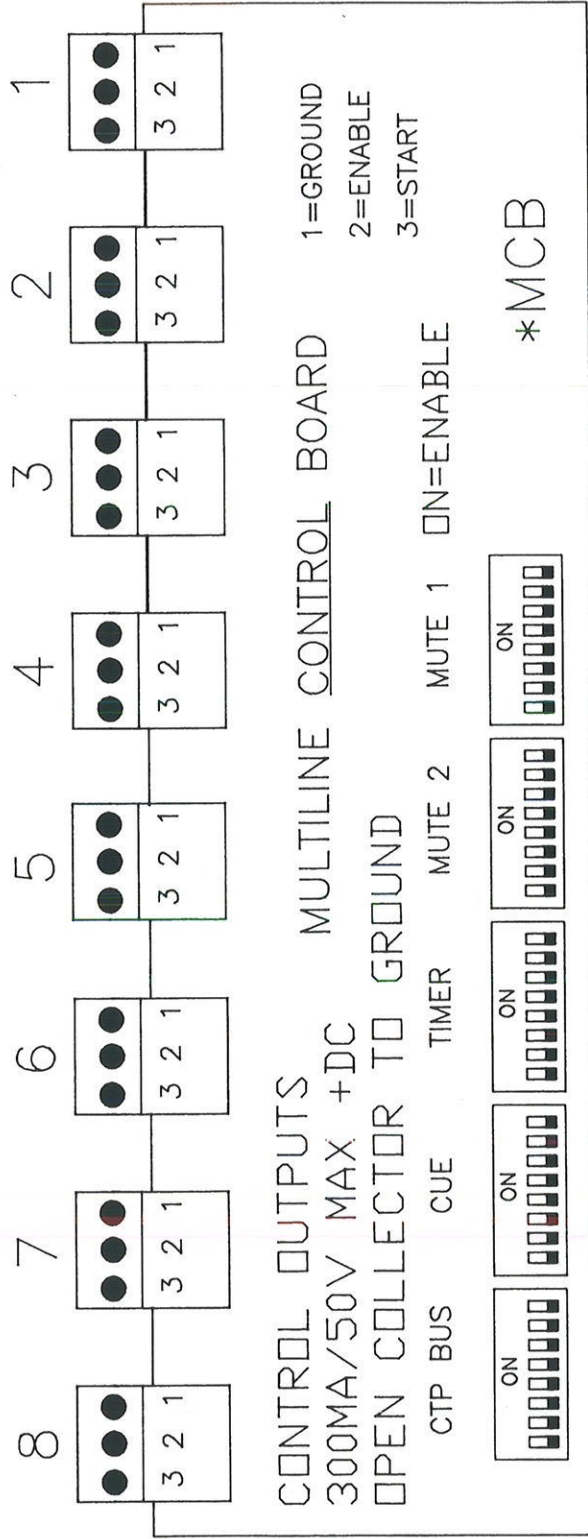 8 7 6 5 4 3 2 1
3 2 1 3 2 1 3 2 1 3 2 1 3 2 1 3 2 1 3 2 1 3 2 1
CONTROL OUTPUTS
300MA/50V MAX +DC
OPEN COLLECTOR TO GROUND
MULTILINE CONTROL BOARD
1=GROUND
2=ENABLE
3=START
CTP BUS CUE TIMER MUTE 2 MUTE 1 ON=ENABLE
ON ON ON ON ON
*MCB